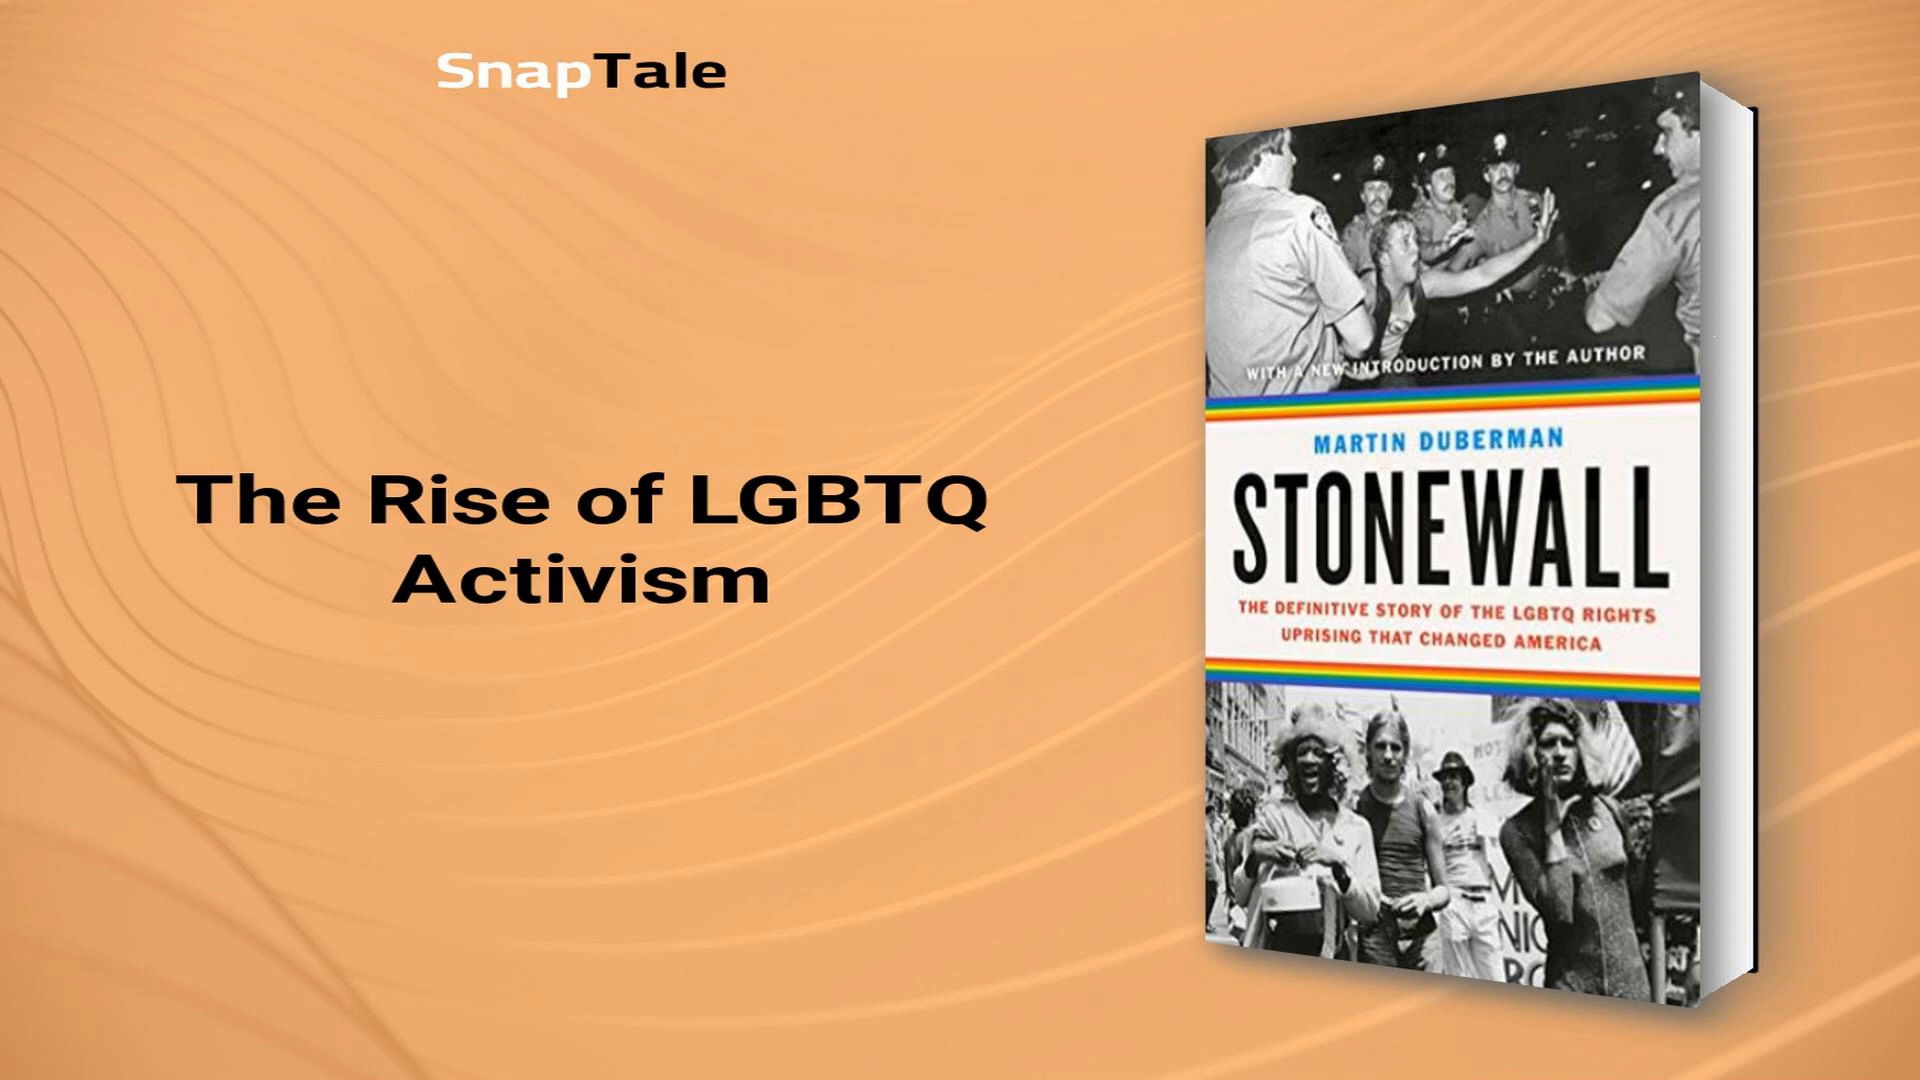 SnapTale
The Rise of LGBTQ
Activism
WITH A NEW INTRODUCTION BY THE AUTHOR
MARTIN DUBERMAN
STONEWALL
THE DEFINITIVE STORY OF THE LGBTQ RIGHTS
UPRISING THAT CHANGED AMERICA